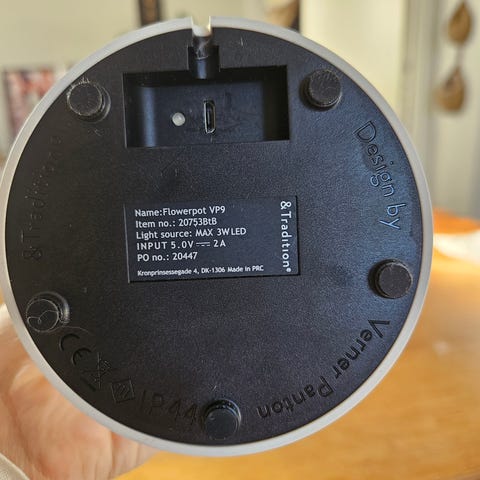 Name:Flowerpot VP9
Item no.: 20753BtB
Light source: MAX 3W LED
INPUT 5.0V⎓2A
PO no.: 20447
Kronprinsessegade 4, DK-1306 Made in PRC
&Tradition®
Design by
Verner Panton
IP44
CE
&Tradition®